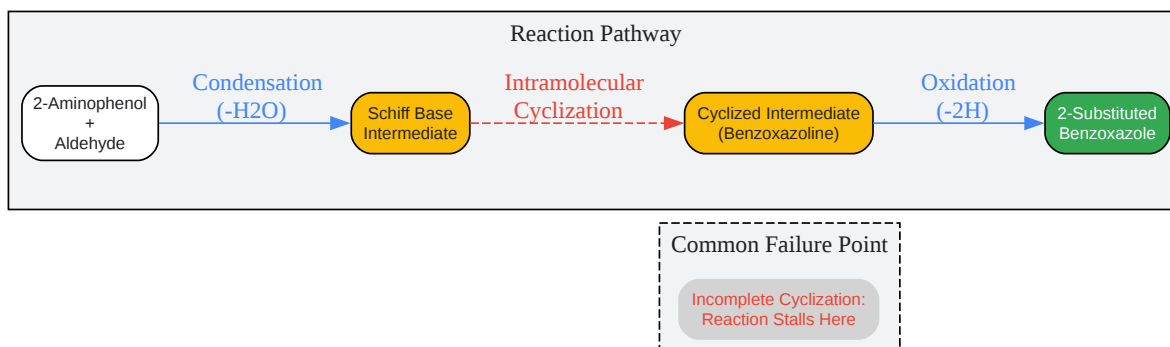 Reaction Pathway
Condensation
(-H2O)
Intramolecular
Cyclization
Oxidation
(-2H)
2-Aminophenol
+
Aldehyde
Schiff Base
Intermediate
Cyclized Intermediate
(Benzoxazoline)
2-Substituted
Benzoxazole
Common Failure Point
Incomplete Cyclization:
Reaction Stalls Here